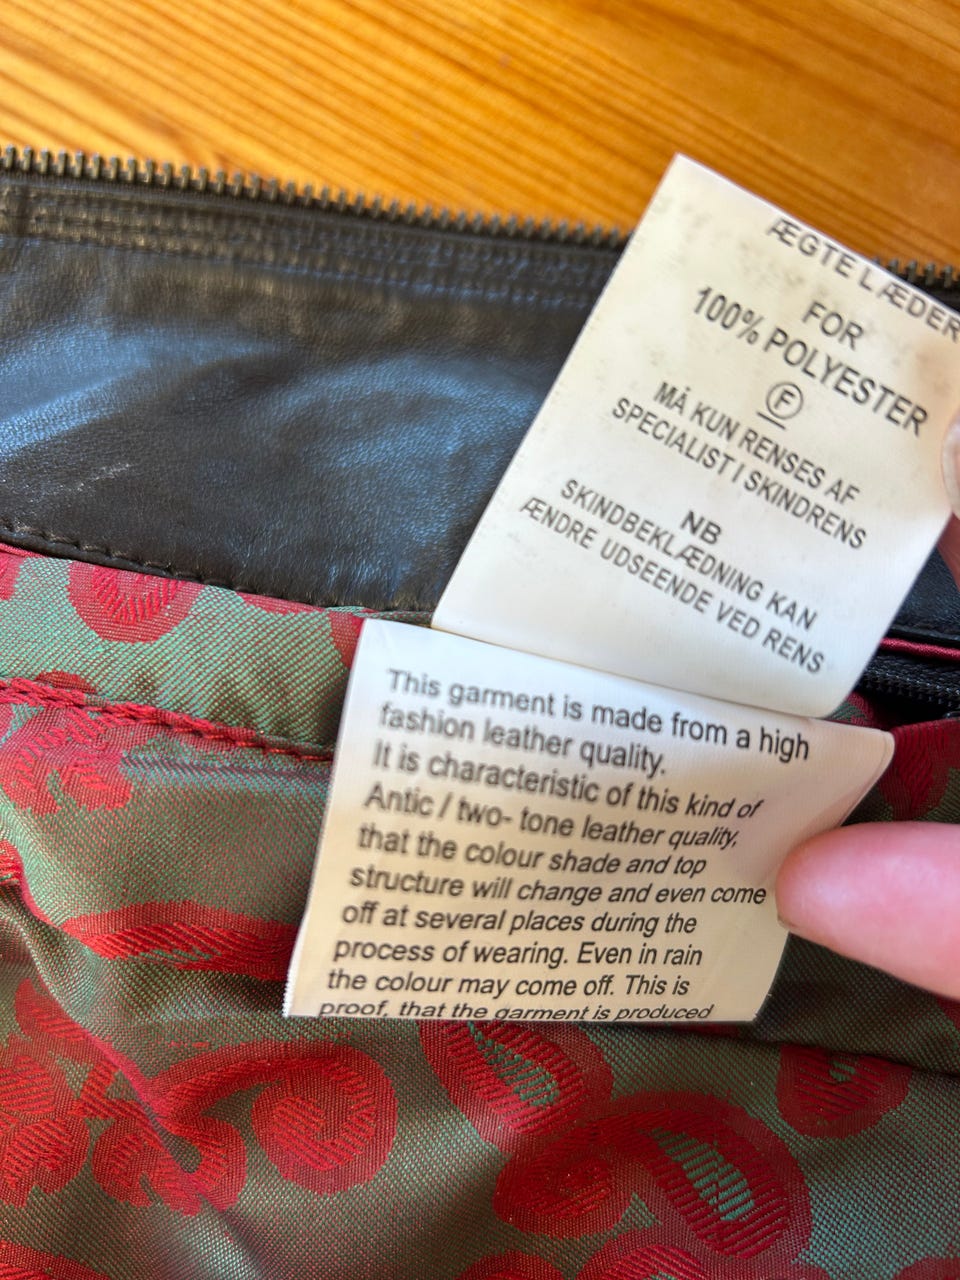 ÆGTE LÆDER
FOR
100% POLYESTER
F
MÅ KUN RENSES AF
SPECIALIST I SKINDRENS
NB
SKINDBEKLÆDNING KAN
ÆNDRE UDSEENDE VED RENS
This garment is made from a high
fashion leather quality.
It is characteristic of this kind of
Antic / two- tone leather quality,
that the colour shade and top
structure will change and even come
off at several places during the
process of wearing. Even in rain
the colour may come off. This is
proof, that the garment is produced